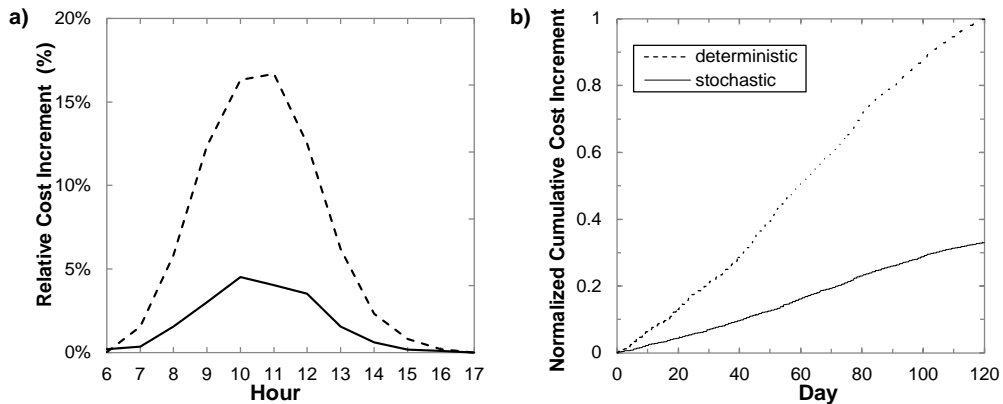 a)
Relative Cost Increment (%)
20%
15%
10%
5%
0%
6 7 8 9 10 11 12 13 14 15 16 17
Hour
b)
Normalized Cumulative Cost Increment
1
0.8
0.6
0.4
0.2
0
deterministic
stochastic
0 20 40 60 80 100 120
Day